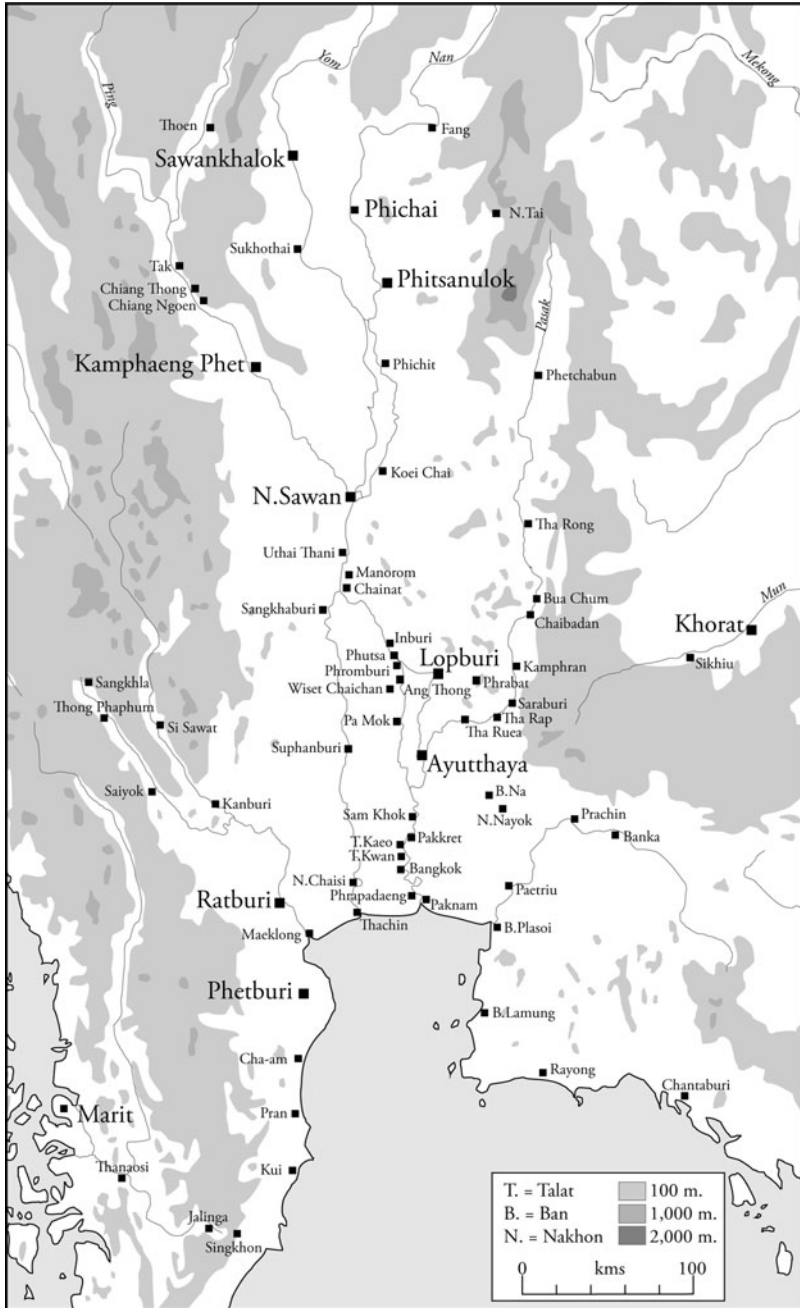 Yom
Nan
Mekong
Ping
Thoen
Fang
Sawankhalok
Phichai
N.Tai
Sukhothai
Tak
Phitsanulok
Chiang Thong
Chiang Ngoen
Pasak
Kamphaeng Phet
Phichit
Phetchabun
Koei Chai
N.Sawan
Tha Rong
Uthai Thani
Manorom
Chainat
Bua Chum
Mun
Sangkhaburi
Chaibadan
Khorat
Inburi
Phutsa
Lopburi
Sikhiu
Phromburi
Kamphran
Sangkhla
Wiset Chaichan
Ang Thong
Phrabat
Thong Phaphum
Saraburi
Si Sawat
Pa Mok
Tha Rap
Tha Ruea
Suphanburi
Ayutthaya
Saiyok
B.Na
Kanburi
N.Nayok
Sam Khok
Prachin
Pakkret
Banka
T.Kaeo
T.Kwan
Bangkok
N.Chaisi
Paetriu
Ratburi
Phrapadaeng
Paknam
Thachin
B.Plasoi
Maeklong
Phetburi
B.Lamung
Cha-am
Rayong
Chantaburi
Marit
Pran
Thanaosi
Kui
Jalinga
Singkhon
T. = Talat 100 m.
B. = Ban 1,000 m.
N. = Nakhon 2,000 m.
0 kms 100